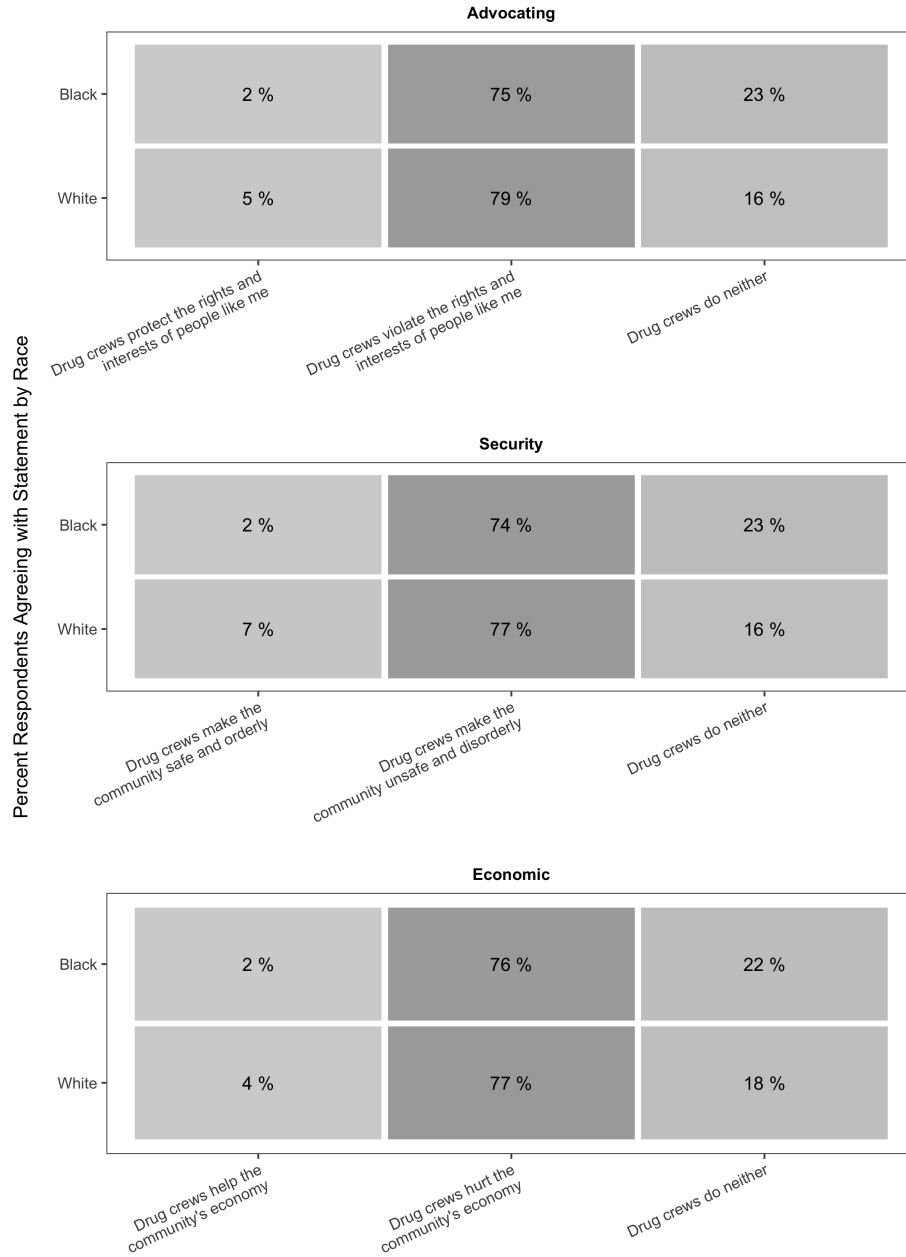 Percent Respondents Agreeing with Statement by Race
Advocating
Black
2 %
75 %
23 %
White
5 %
79 %
16 %
Drug crews protect the rights and
interests of people like me
Drug crews violate the rights and
interests of people like me
Drug crews do neither
Security
Black
2 %
74 %
23 %
White
7 %
77 %
16 %
Drug crews make the
community safe and orderly
Drug crews make the
community unsafe and disorderly
Drug crews do neither
Economic
Black
2 %
76 %
22 %
White
4 %
77 %
18 %
Drug crews help the
community's economy
Drug crews hurt the
community's economy
Drug crews do neither